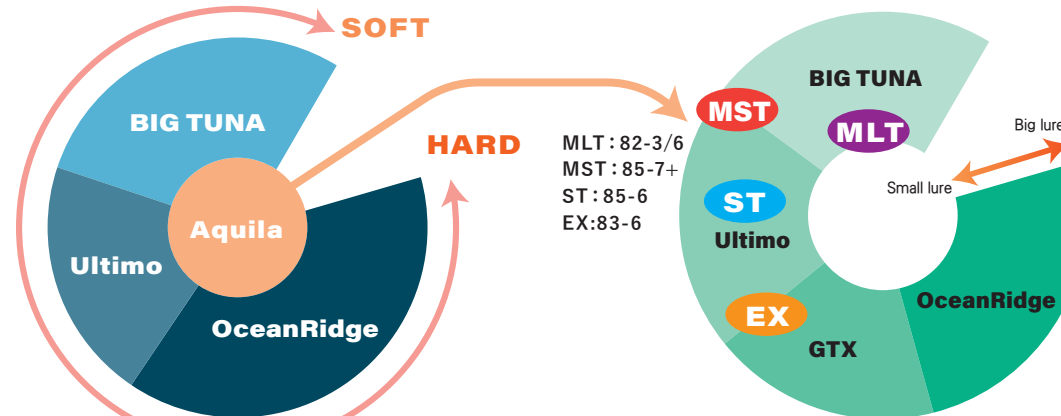 SOFT
BIG TUNA
HARD
Aquila
Ultimo
OceanRidge
MLT：82-3/6
MST：85-7+
ST：85-6
EX:83-6
BIG TUNA
MST
MLT
Big lure
Small lure
ST
Ultimo
OceanRidge
EX
GTX